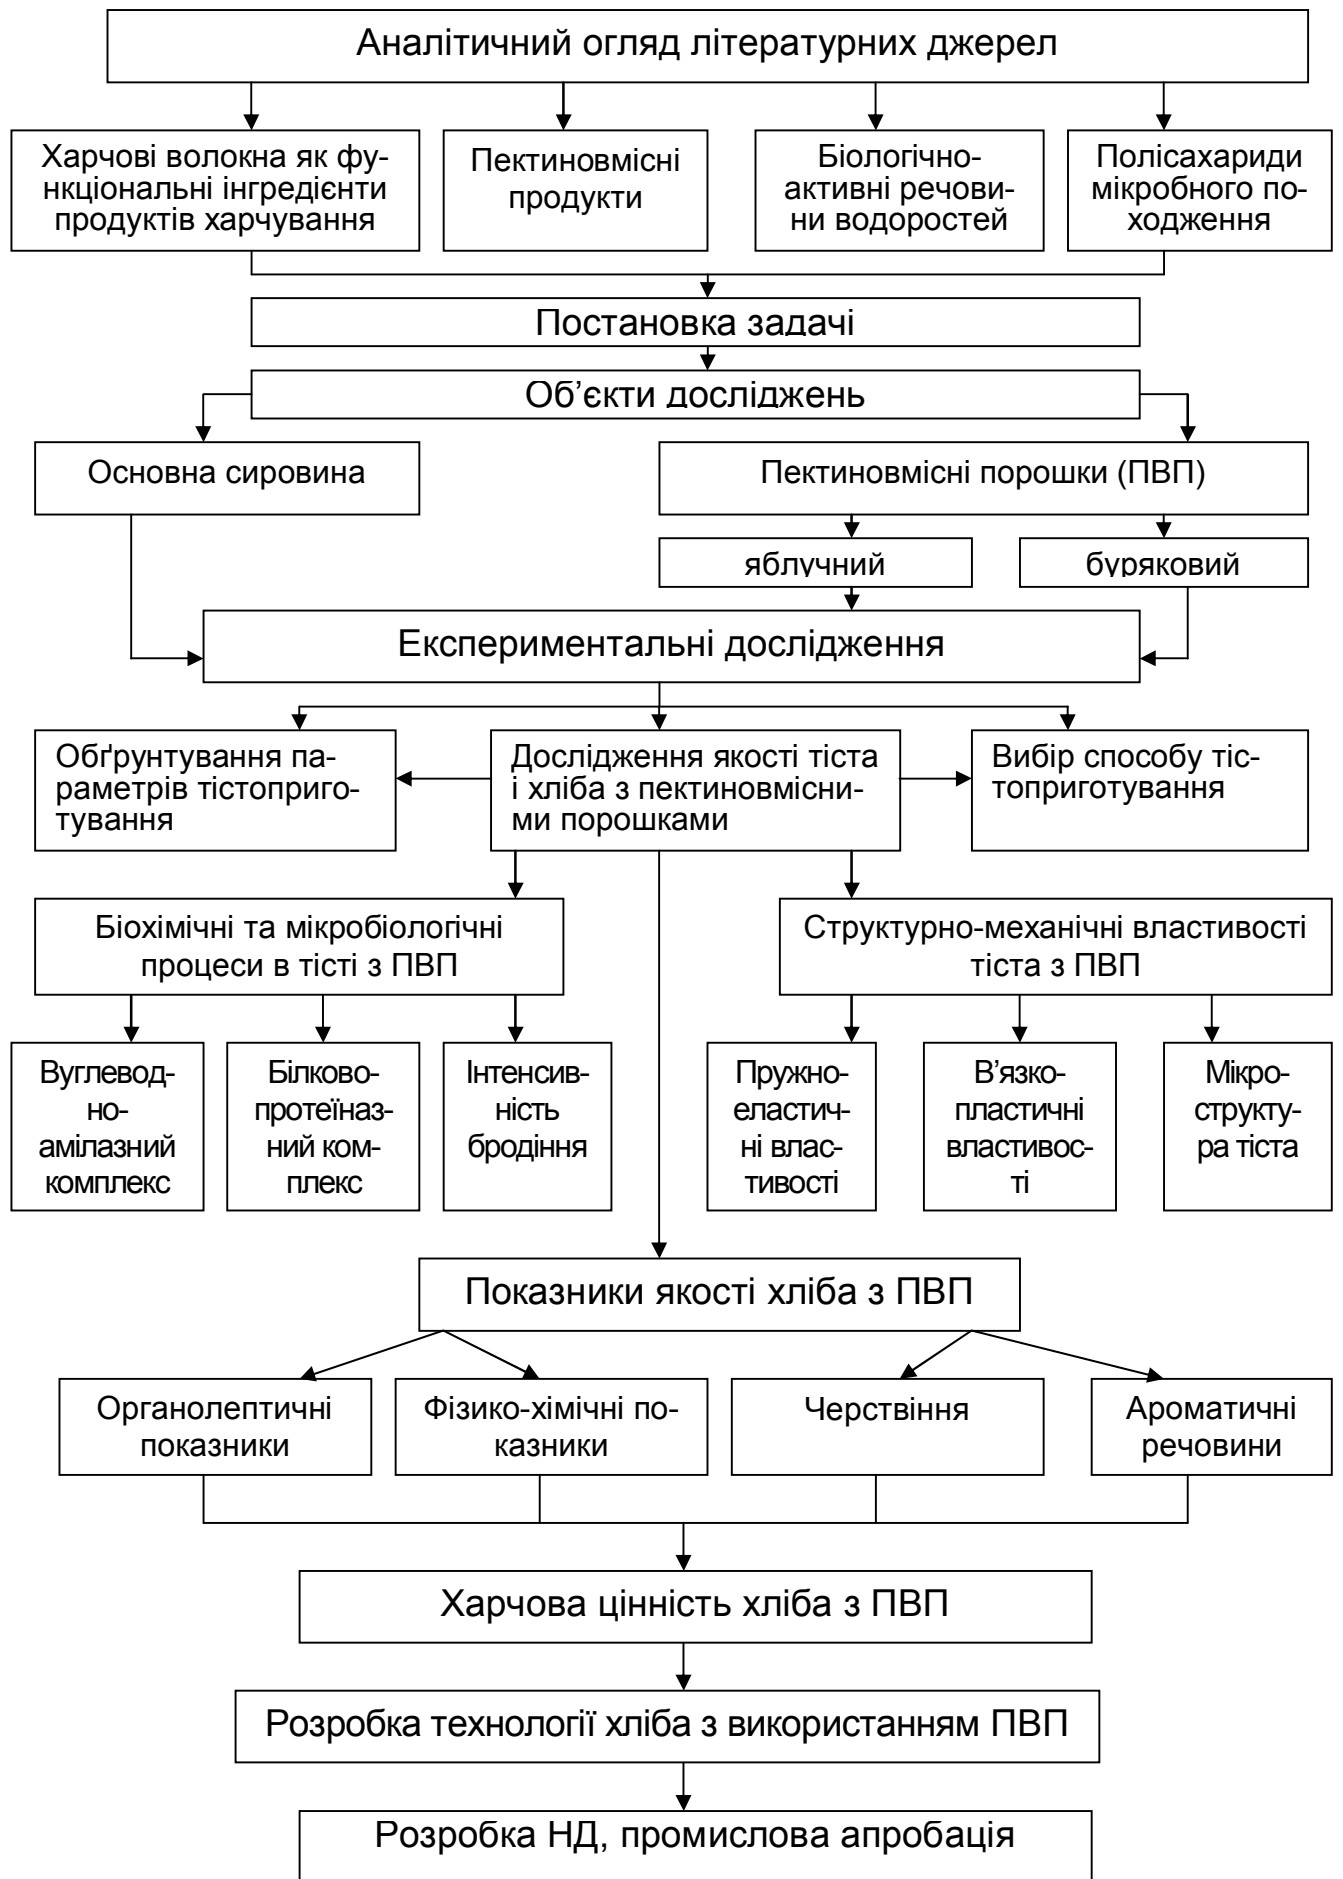 Аналітичний огляд літературних джерел
Харчові волокна як фу-
нкціональні інгредієнти
продуктів харчування
Пектиновмісні
продукти
Біологічно-
активні речови-
ни водоростей
Полісахариди
мікробного по-
ходження
Постановка задачі
Об’єкти досліджень
Основна сировина
Пектиновмісні порошки (ПВП)
яблучний
буряковий
Експериментальні дослідження
Обґрунтування па-
раметрів тістоприго-
тування
Дослідження якості тіста
і хліба з пектиновмісни-
ми порошками
Вибір способу тіс-
топриготування
Біохімічні та мікробіологічні
процеси в тісті з ПВП
Структурно-механічні властивості
тіста з ПВП
Вуглевод-
но-
амілазний
комплекс
Білково-
протеїназ-
ний ком-
плекс
Інтенсив-
ність
бродіння
Пружно-
еластич-
ні влас-
тивості
В’язко-
пластичні
властивос-
ті
Мікро-
структу-
ра тіста
Показники якості хліба з ПВП
Органолептичні
показники
Фізико-хімічні по-
казники
Черствіння
Ароматичні
речовини
Харчова цінність хліба з ПВП
Розробка технології хліба з використанням ПВП
Розробка НД, промислова апробація